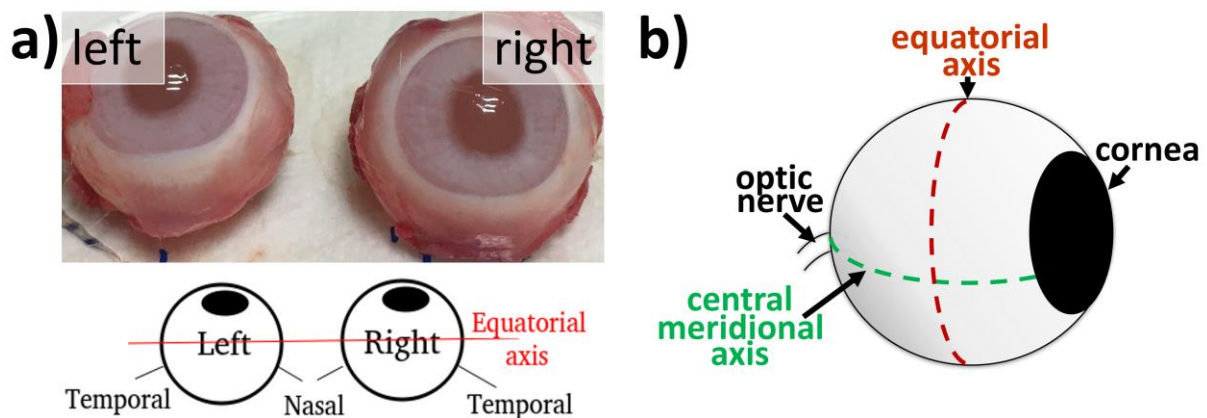 a)
left
right
Left
Right
Equatorial
axis
Temporal
Nasal
Temporal
b)
equatorial
axis
cornea
optic
nerve
central
meridional
axis